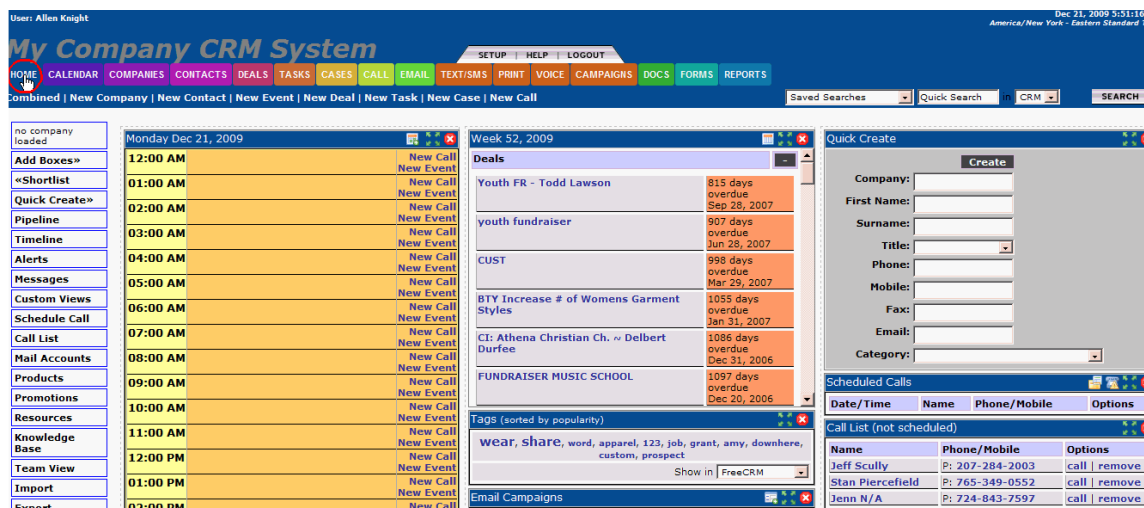 User: Allen Knight
Dec 21, 2009 5:51:16
America/New York - Eastern Standard
My Company CRM System
SETUP | HELP | LOGOUT
HOME CALENDAR COMPANIES CONTACTS DEALS TASKS CASES CALL EMAIL TEXT/SMS PRINT VOICE CAMPAIGNS DOCS FORMS REPORTS
Combined | New Company | New Contact | New Event | New Deal | New Task | New Case | New Call
Saved Searches Quick Search in CRM SEARCH
no company
loaded
Add Boxes»
«Shortlist
Quick Create»
Pipeline
Timeline
Alerts
Messages
Custom Views
Schedule Call
Call List
Mail Accounts
Products
Promotions
Resources
Knowledge
Base
Team View
Import
Export
Monday Dec 21, 2009
12:00 AM New Call
New Event
01:00 AM New Call
New Event
02:00 AM New Call
New Event
03:00 AM New Call
New Event
04:00 AM New Call
New Event
05:00 AM New Call
New Event
06:00 AM New Call
New Event
07:00 AM New Call
New Event
08:00 AM New Call
New Event
09:00 AM New Call
New Event
10:00 AM New Call
New Event
11:00 AM New Call
New Event
12:00 PM New Call
New Event
01:00 PM New Call
New Event
02:00 PM New Call
Week 52, 2009
Deals -
Youth FR - Todd Lawson 815 days
overdue
Sep 28, 2007
youth fundraiser 907 days
overdue
Jun 28, 2007
CUST 998 days
overdue
Mar 29, 2007
BTY Increase # of Womens Garment 1055 days
Styles overdue
Jan 31, 2007
CI: Athena Christian Ch. ~ Delbert 1086 days
Durfee overdue
Dec 31, 2006
FUNDRAISER MUSIC SCHOOL 1097 days
overdue
Dec 20, 2006
Tags (sorted by popularity)
wear, share, word, apparel, 123, job, grant, amy, downhere,
custom, prospect
Show in FreeCRM
Email Campaigns
Quick Create
Create
Company:
First Name:
Surname:
Title:
Phone:
Mobile:
Fax:
Email:
Category:
Scheduled Calls
Date/Time Name Phone/Mobile Options
Call List (not scheduled)
Name Phone/Mobile Options
Jeff Scully P: 207-284-2003 call | remove
Stan Piercefield P: 765-349-0552 call | remove
Jenn N/A P: 724-843-7597 call | remove